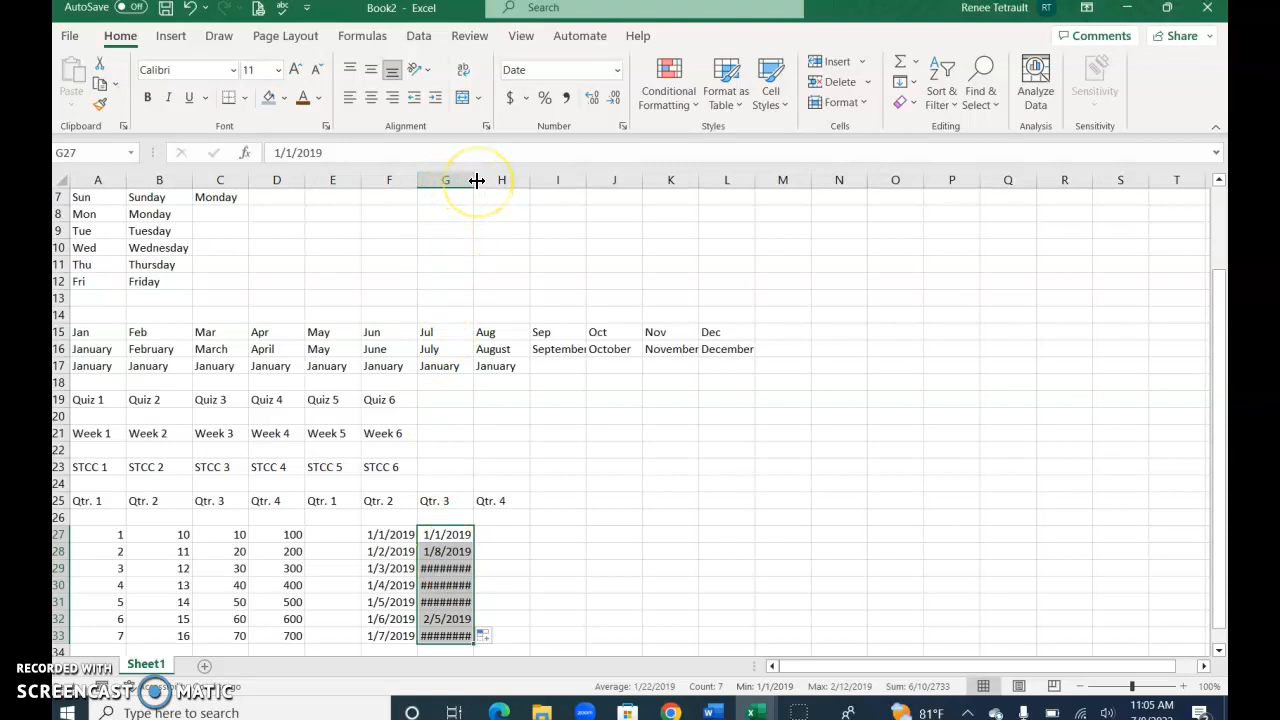 AutoSave Off Book2 - Excel Search Renee Tetrault RT
File Home Insert Draw Page Layout Formulas Data Review View Automate Help Comments Share
Calibri 11 Date Insert
Paste B I U $ % Conditional Formatting Format as Table Cell Styles Delete Format Sort & Filter Find & Select Analyze Data Sensitivity
Clipboard Font Alignment Number Styles Cells Editing Analysis Sensitivity
G27 fx 1/1/2019
A B C D E F G H I J K L M N O P Q R S T
7 Sun Sunday Monday
8 Mon Monday
9 Tue Tuesday
10 Wed Wednesday
11 Thu Thursday
12 Fri Friday
13
14
15 Jan Feb Mar Apr May Jun Jul Aug Sep Oct Nov Dec
16 January February March April May June July August September October November December
17 January January January January January January January January
18
19 Quiz 1 Quiz 2 Quiz 3 Quiz 4 Quiz 5 Quiz 6
20
21 Week 1 Week 2 Week 3 Week 4 Week 5 Week 6
22
23 STCC 1 STCC 2 STCC 3 STCC 4 STCC 5 STCC 6
24
25 Qtr. 1 Qtr. 2 Qtr. 3 Qtr. 4 Qtr. 1 Qtr. 2 Qtr. 3 Qtr. 4
26
27 1 10 10 100 1/1/2019 1/1/2019
28 2 11 20 200 1/2/2019 1/8/2019
29 3 12 30 300 1/3/2019 ########
30 4 13 40 400 1/4/2019 ########
31 5 14 50 500 1/5/2019 ########
32 6 15 60 600 1/6/2019 2/5/2019
33 7 16 70 700 1/7/2019 ########
34
RECORDED WITH
SCREENCAST MATIC
Sheet1
Average: 1/22/2019 Count: 7 Min: 1/1/2019 Max: 2/12/2019 Sum: 6/10/2733 100%
Type here to search 81°F 11:05 AM